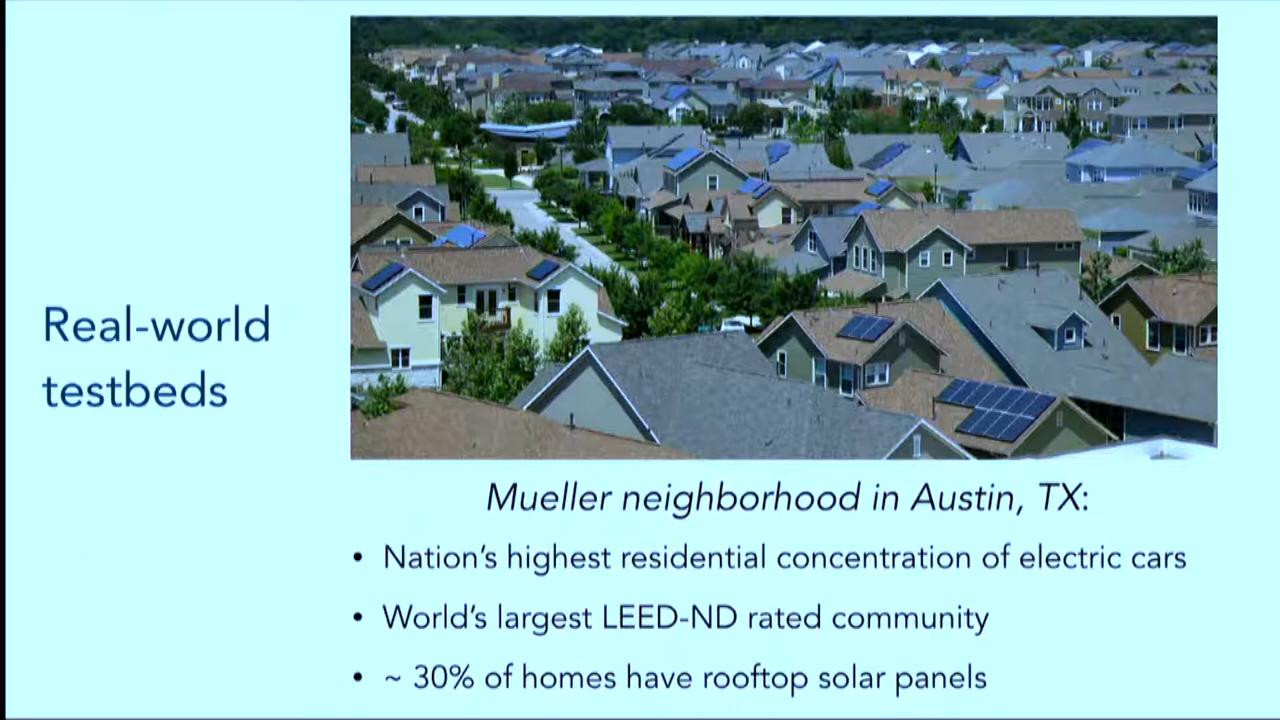 Real-world
testbeds
Mueller neighborhood in Austin, TX:
• Nation's highest residential concentration of electric cars
• World's largest LEED-ND rated community
• ~ 30% of homes have rooftop solar panels